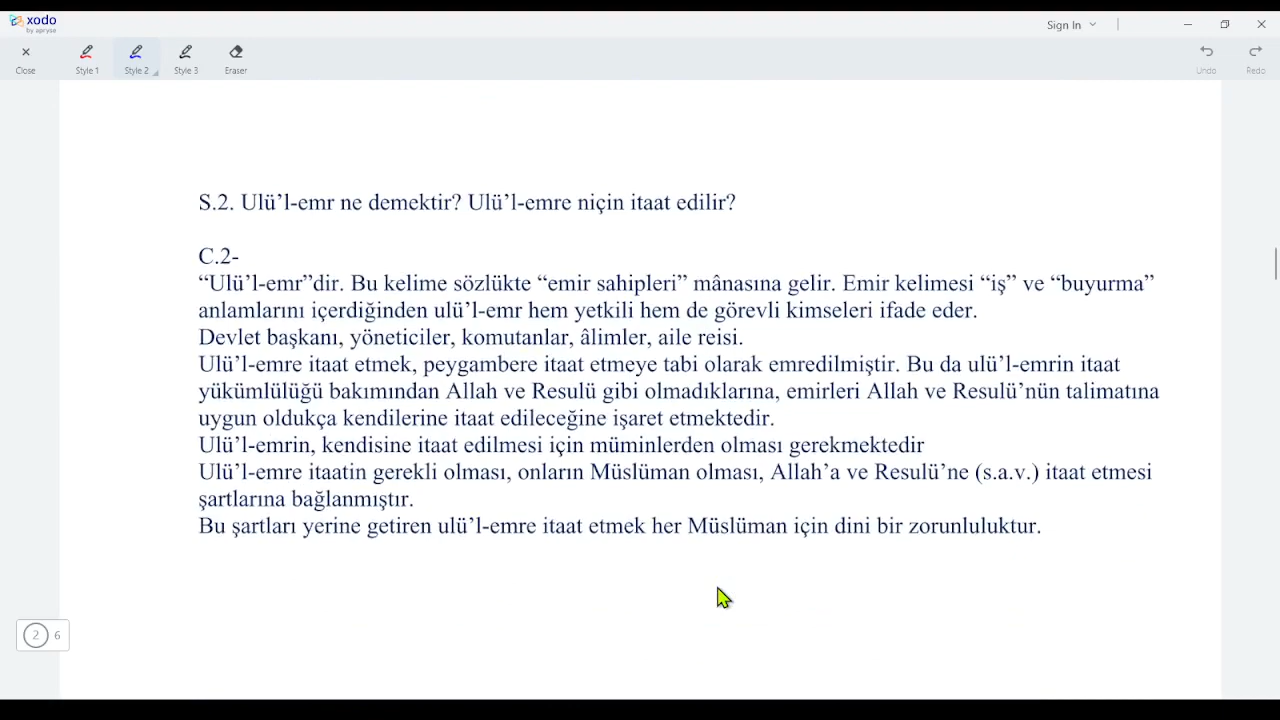 xodo
by apryse
Sign In
Close
Style 1
Style 2
Style 3
Eraser
Undo
Redo
S.2. Ulü’l-emr ne demektir? Ulü’l-emre niçin itaat edilir?
C.2-
“Ulü’l-emr”dir. Bu kelime sözlükte “emir sahipleri” mânasına gelir. Emir kelimesi “iş” ve “buyurma”
anlamlarını içerdiğinden ulü’l-emr hem yetkili hem de görevli kimseleri ifade eder.
Devlet başkanı, yöneticiler, komutanlar, âlimler, aile reisi.
Ulü’l-emre itaat etmek, peygambere itaat etmeye tabi olarak emredilmiştir. Bu da ulü’l-emrin itaat
yükümlülüğü bakımından Allah ve Resulü gibi olmadıklarına, emirleri Allah ve Resulü’nün talimatına
uygun oldukça kendilerine itaat edileceğine işaret etmektedir.
Ulü’l-emrin, kendisine itaat edilmesi için müminlerden olması gerekmektedir
Ulü’l-emre itaatin gerekli olması, onların Müslüman olması, Allah’a ve Resulü’ne (s.a.v.) itaat etmesi
şartlarına bağlanmıştır.
Bu şartları yerine getiren ulü’l-emre itaat etmek her Müslüman için dini bir zorunluluktur.
2 6